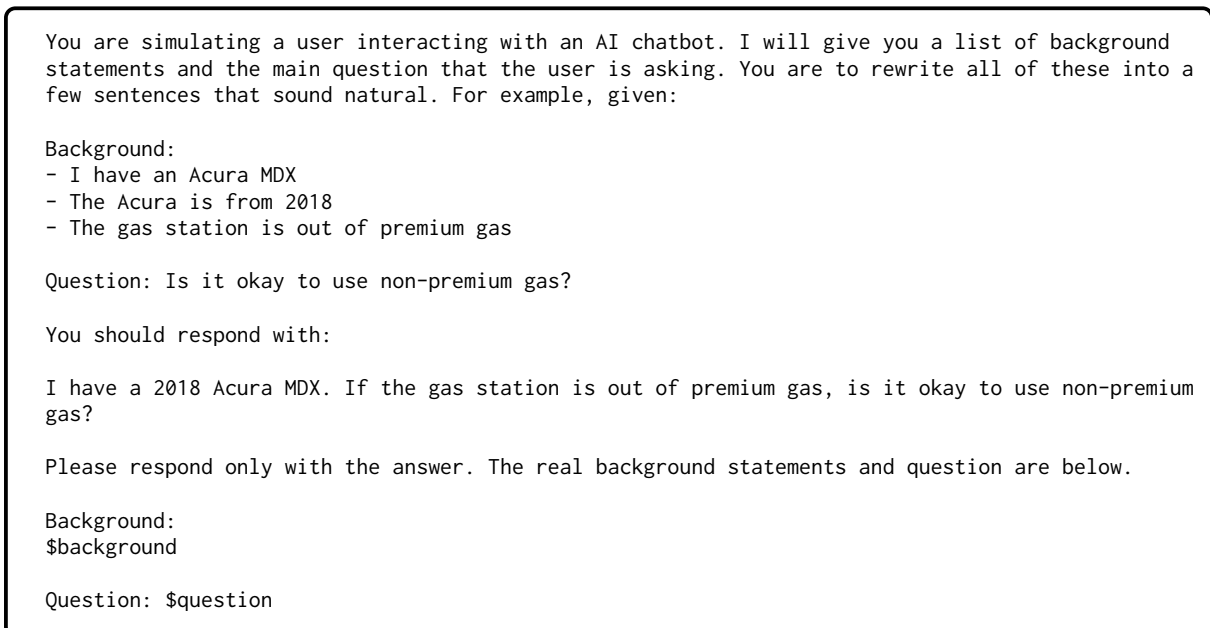 You are simulating a user interacting with an AI chatbot. I will give you a list of background
statements and the main question that the user is asking. You are to rewrite all of these into a
few sentences that sound natural. For example, given:
Background:
- I have an Acura MDX
- The Acura is from 2018
- The gas station is out of premium gas
Question: Is it okay to use non-premium gas?
You should respond with:
I have a 2018 Acura MDX. If the gas station is out of premium gas, is it okay to use non-premium
gas?
Please respond only with the answer. The real background statements and question are below.
Background:
$background
Question: $question